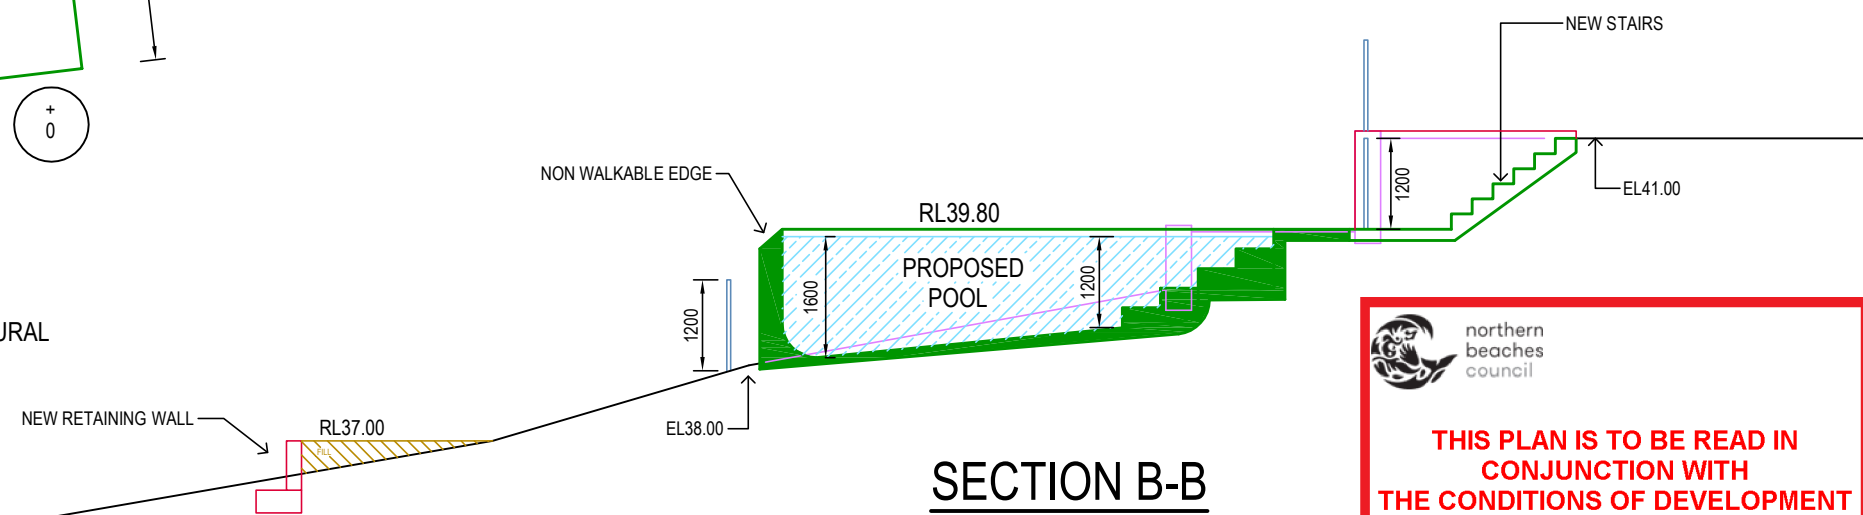 NEW STAIRS
+
0
NON WALKABLE EDGE
1200
EL41.00
RL39.80
PROPOSED
POOL
1600
1200
1200
URAL
northern
beaches
council
NEW RETAINING WALL
RL37.00
FILL
EL38.00
THIS PLAN IS TO BE READ IN
CONJUNCTION WITH
THE CONDITIONS OF DEVELOPMENT
SECTION B-B